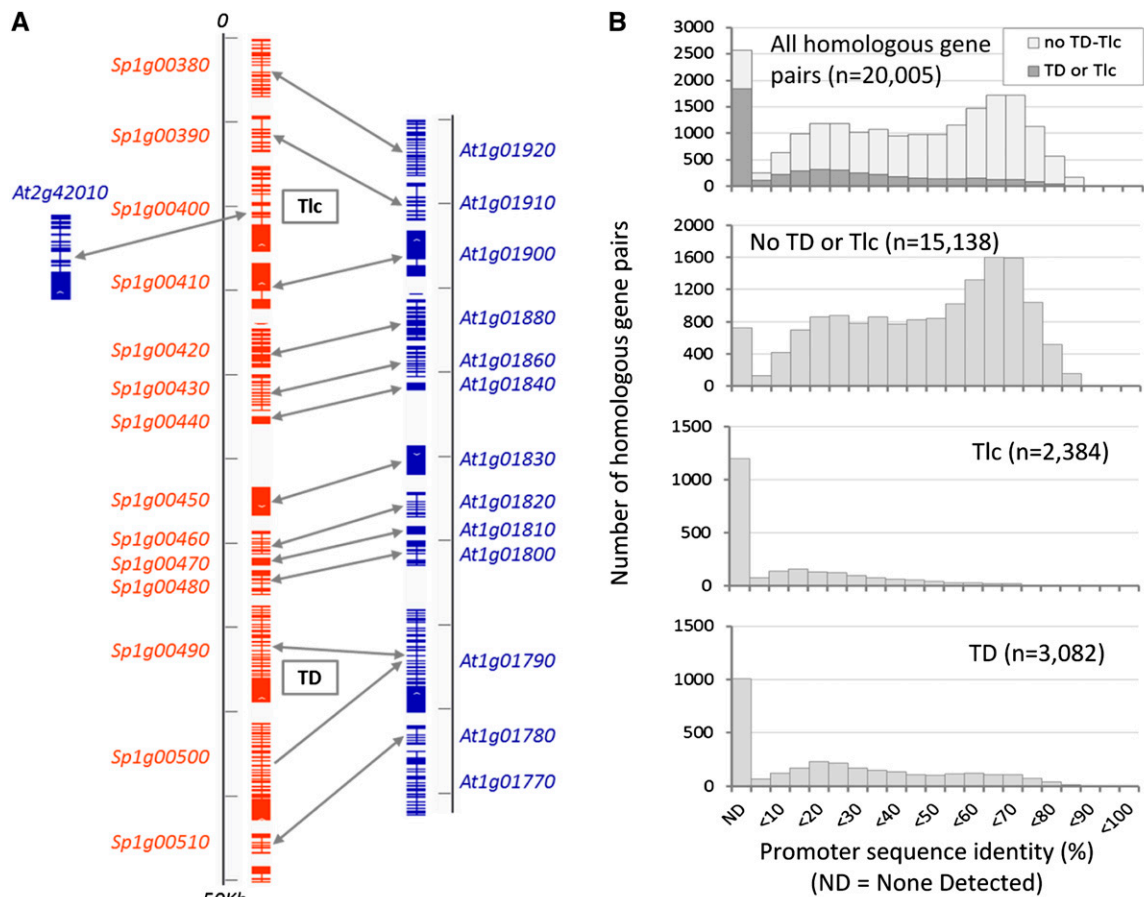 A
0
Sp1g00380
Sp1g00390
Sp1g00400
Sp1g00410
Sp1g00420
Sp1g00430
Sp1g00440
Sp1g00450
Sp1g00460
Sp1g00470
Sp1g00480
Sp1g00490
Sp1g00500
Sp1g00510
At2g42010
Tlc
TD
At1g01920
At1g01910
At1g01900
At1g01880
At1g01860
At1g01840
At1g01830
At1g01820
At1g01810
At1g01800
At1g01790
At1g01780
At1g01770
50Kb
B
Number of homologous gene pairs
3000
2500
2000
1500
1000
500
0
All homologous gene
pairs (n=20,005)
no TD-Tlc
TD or Tlc
2000
1600
1200
800
400
0
No TD or Tlc (n=15,138)
1500
1000
500
0
Tlc (n=2,384)
1500
1000
500
0
TD (n=3,082)
ND <10 <20 <30 <40 <50 <60 <70 <80 <90 <100
Promoter sequence identity (%)
(ND = None Detected)